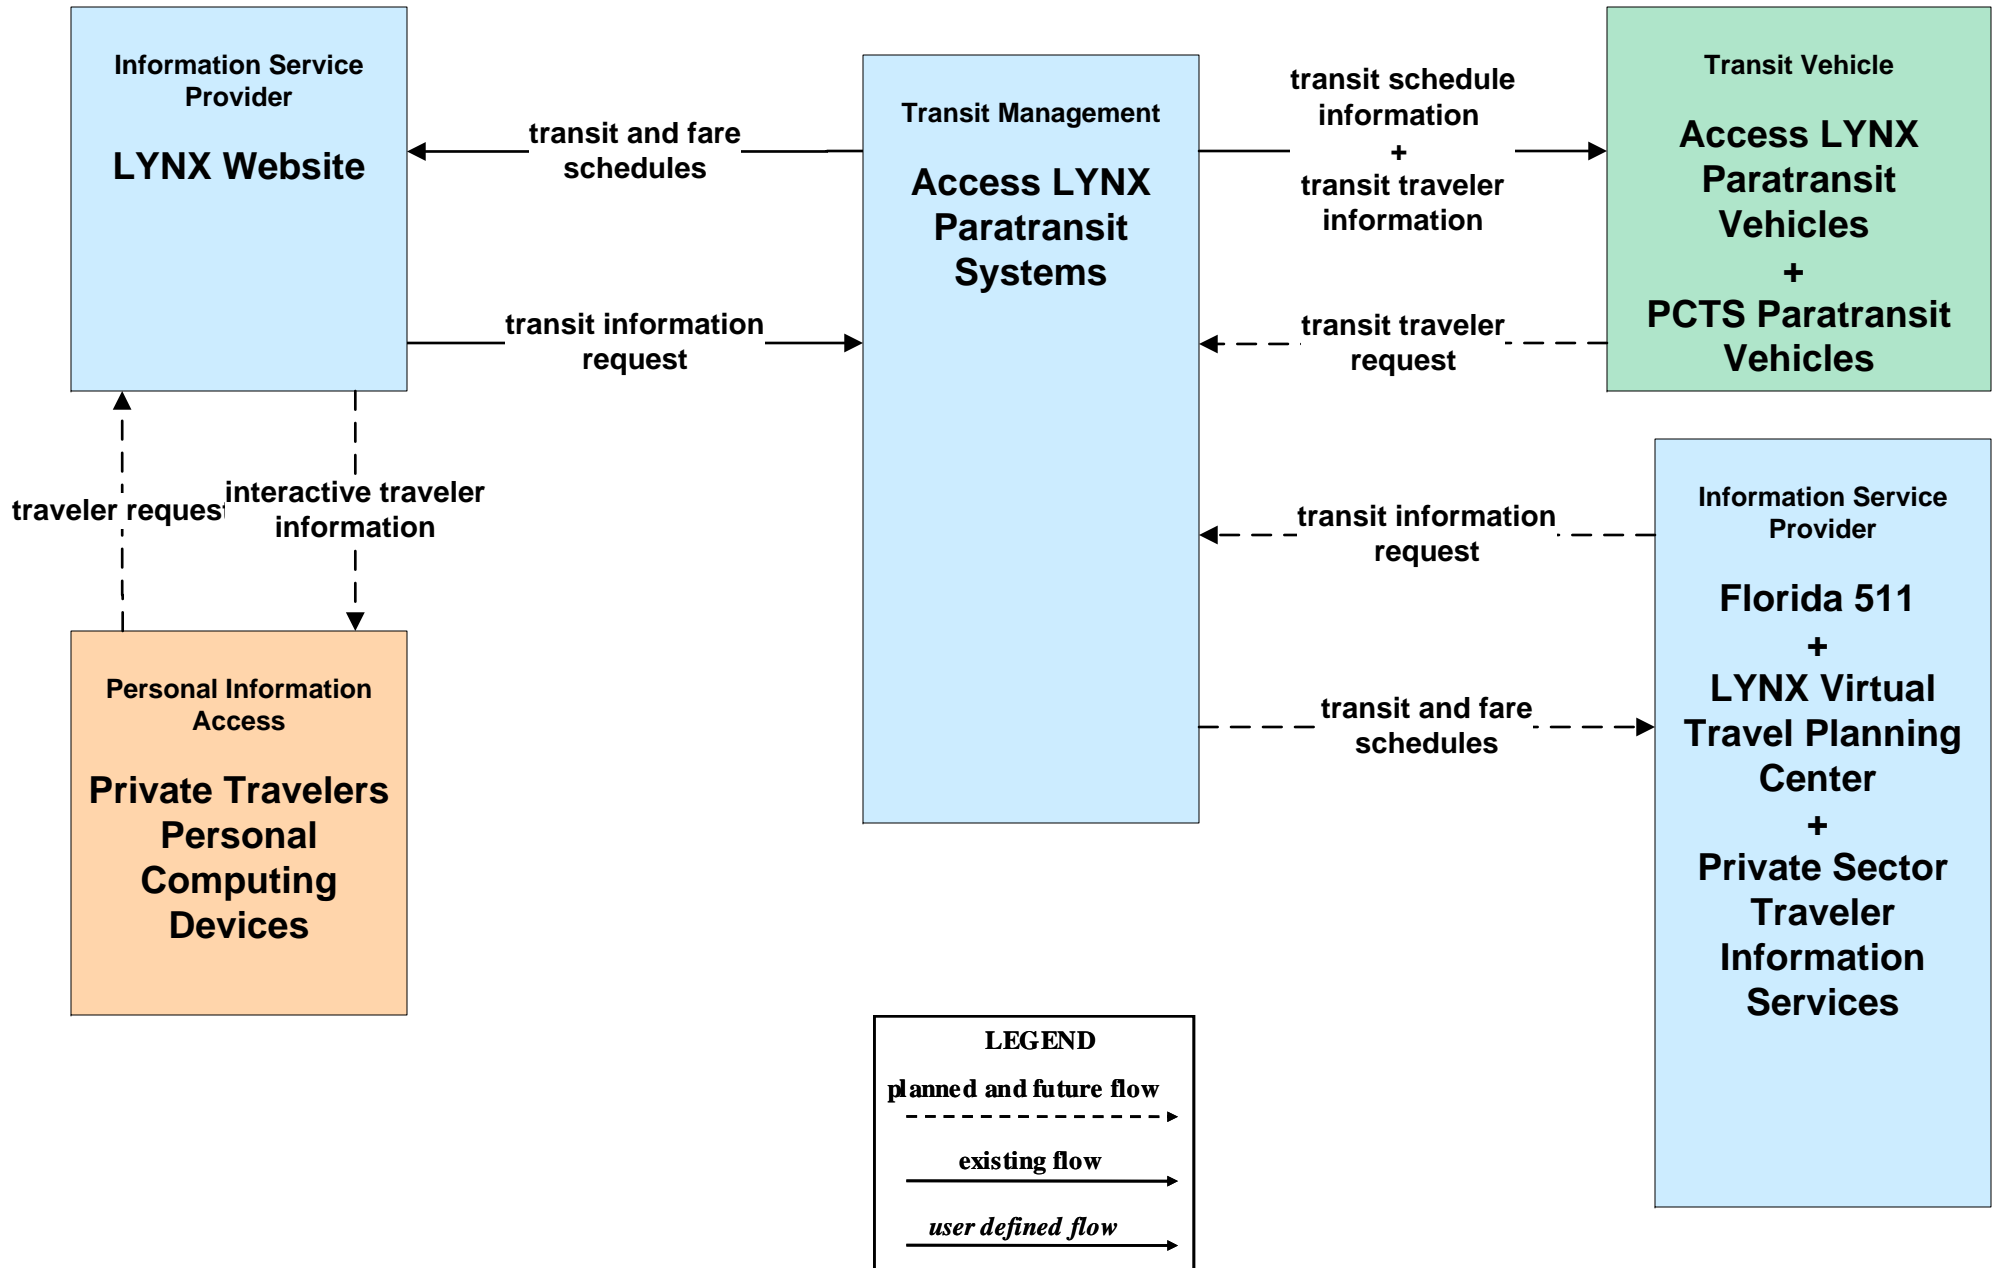 Information Service
Provider
LYNX Website
transit and fare
schedules
transit information
request
traveler request
interactive traveler
information
Personal Information
Access
Private Travelers
Personal
Computing
Devices
Transit Management
Access LYNX
Paratransit
Systems
transit schedule
information
+
transit traveler
information
transit traveler
request
Transit Vehicle
Access LYNX
Paratransit
Vehicles
+
PCTS Paratransit
Vehicles
transit information
request
transit and fare
schedules
Information Service
Provider
Florida 511
+
LYNX Virtual
Travel Planning
Center
+
Private Sector
Traveler
Information
Services
LEGEND
planned and future flow
existing flow
user defined flow